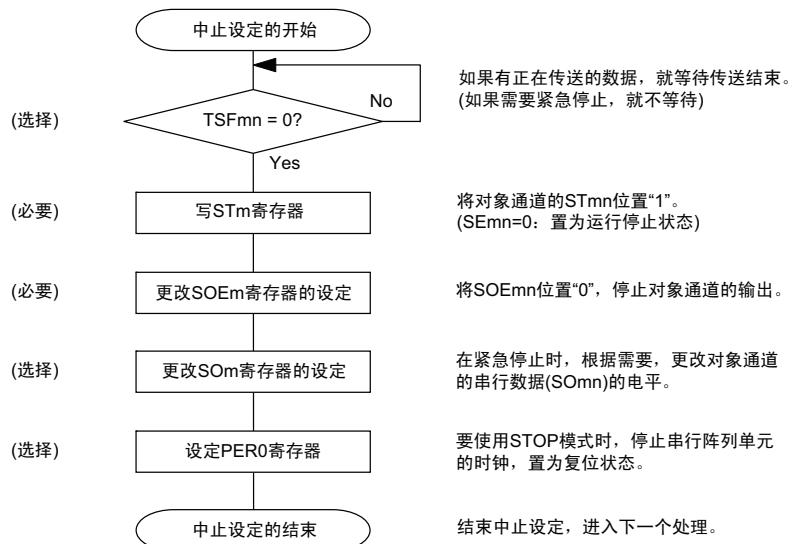 中止设定的开始
如果有正在传送的数据，就等待传送结束。
(如果需要紧急停止，就不等待)
No
(选择)
TSFmn = 0?
Yes
(必要)
写STm寄存器
将对象通道的STmn位置“1”。
(SEmn=0：置为运行停止状态)
(必要)
更改SOEm寄存器的设定
将SOEmn位置“0”，停止对象通道的输出。
(选择)
更改SOm寄存器的设定
在紧急停止时，根据需要，更改对象通道
的串行数据(SOmn)的电平。
(选择)
设定PER0寄存器
要使用STOP模式时，停止串行阵列单元
的时钟，置为复位状态。
中止设定的结束
结束中止设定，进入下一个处理。